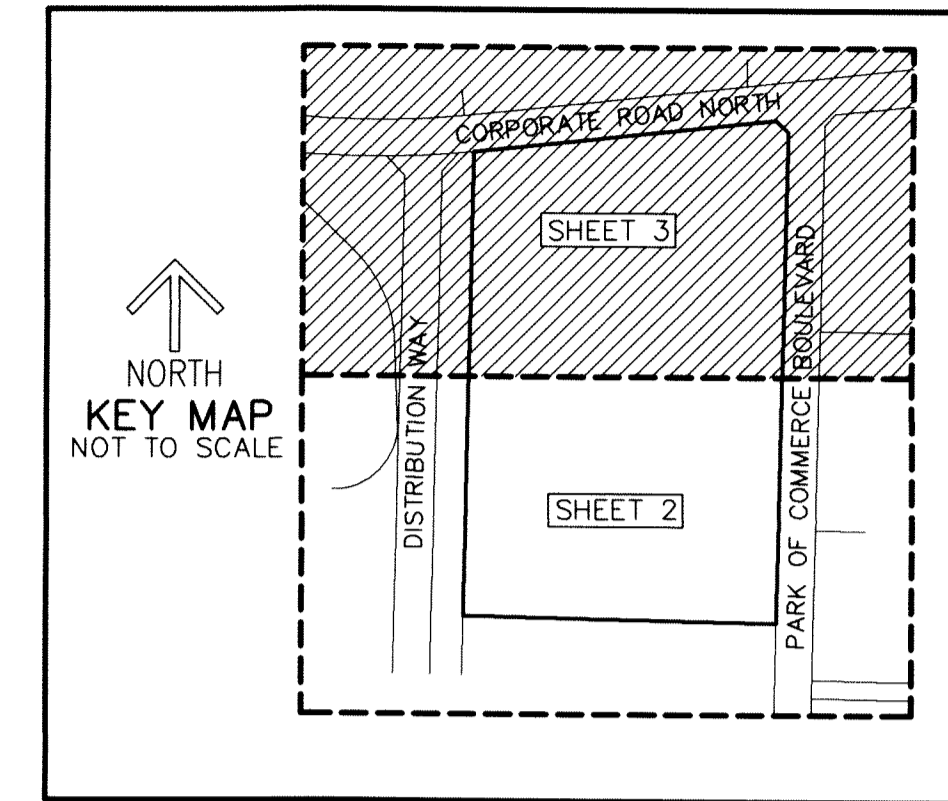 CORPORATE ROAD NORTH
SHEET 3
PARK OF COMMERCE BOULEVARD
DISTRIBUTION WAY
NORTH
KEY MAP
NOT TO SCALE
SHEET 2